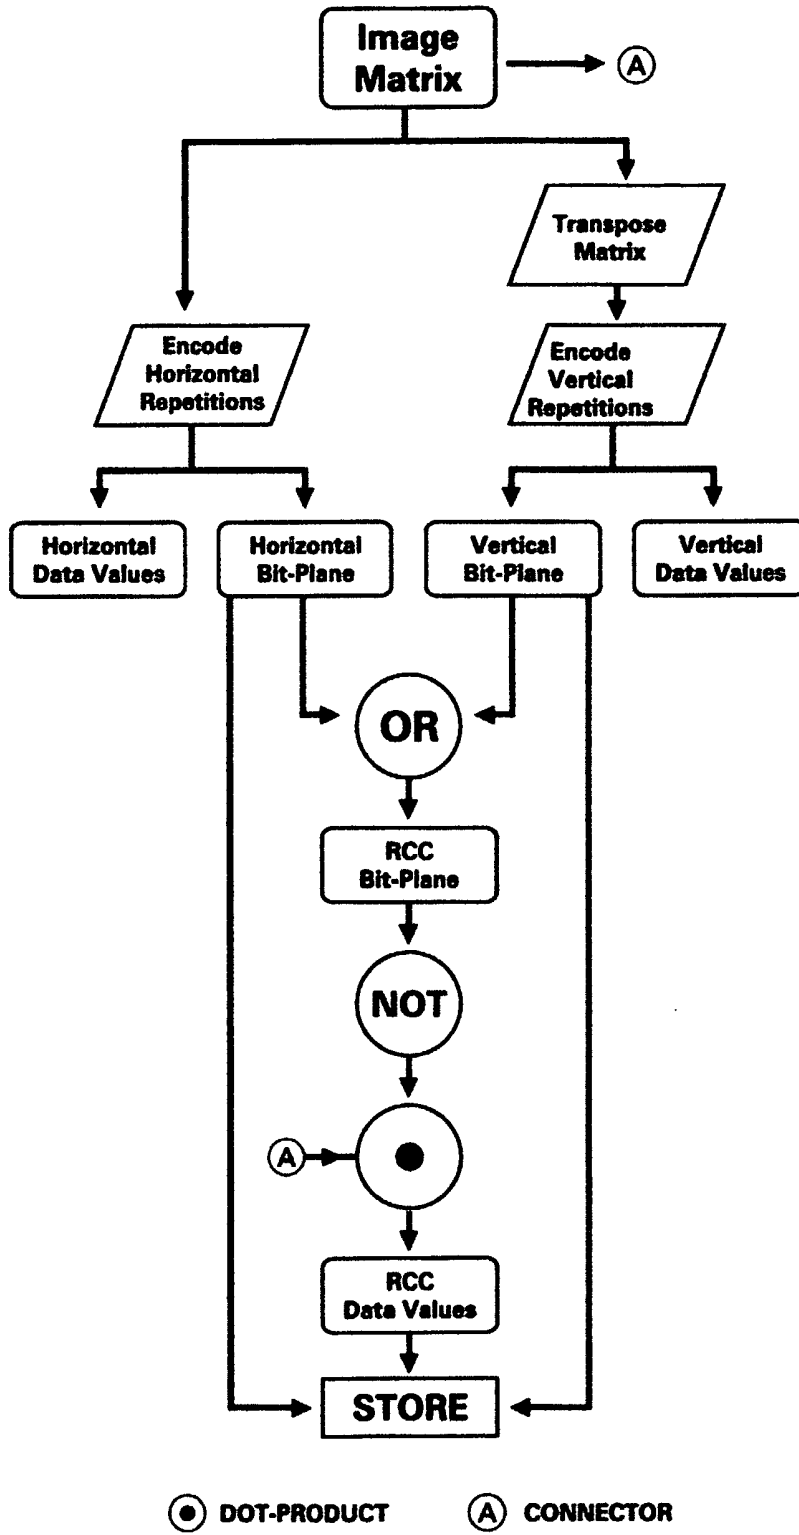 Image
Matrix
A
Transpose
Matrix
Encode
Horizontal
Repetitions
Encode
Vertical
Repetitions
Horizontal
Data Values
Horizontal
Bit-Plane
Vertical
Bit-Plane
Vertical
Data Values
OR
RCC
Bit-Plane
NOT
A
RCC
Data Values
STORE
DOT-PRODUCT
A CONNECTOR